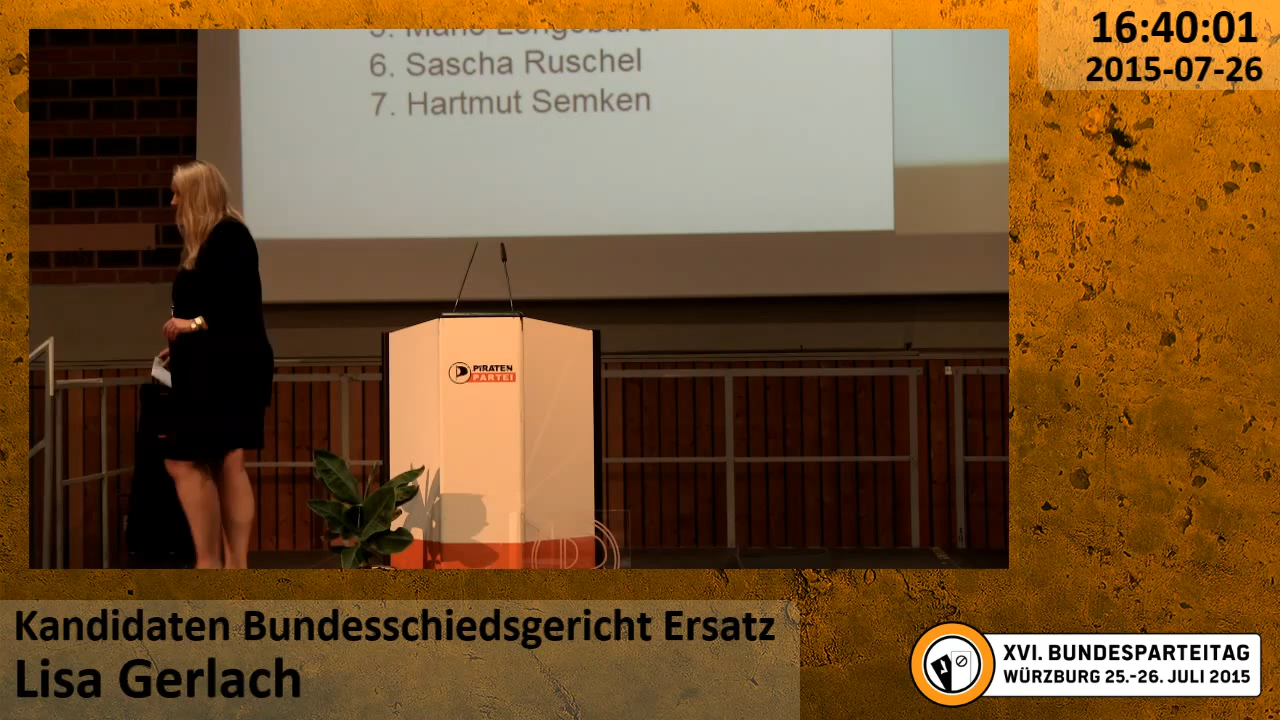 16:40:01
2015-07-26
6. Sascha Ruschel
7. Hartmut Semken
PIRATEN
PARTEI
Kandidaten Bundesschiedsgericht Ersatz
Lisa Gerlach
XVI. BUNDESPARTEITAG
WÜRZBURG 25.-26. JULI 2015